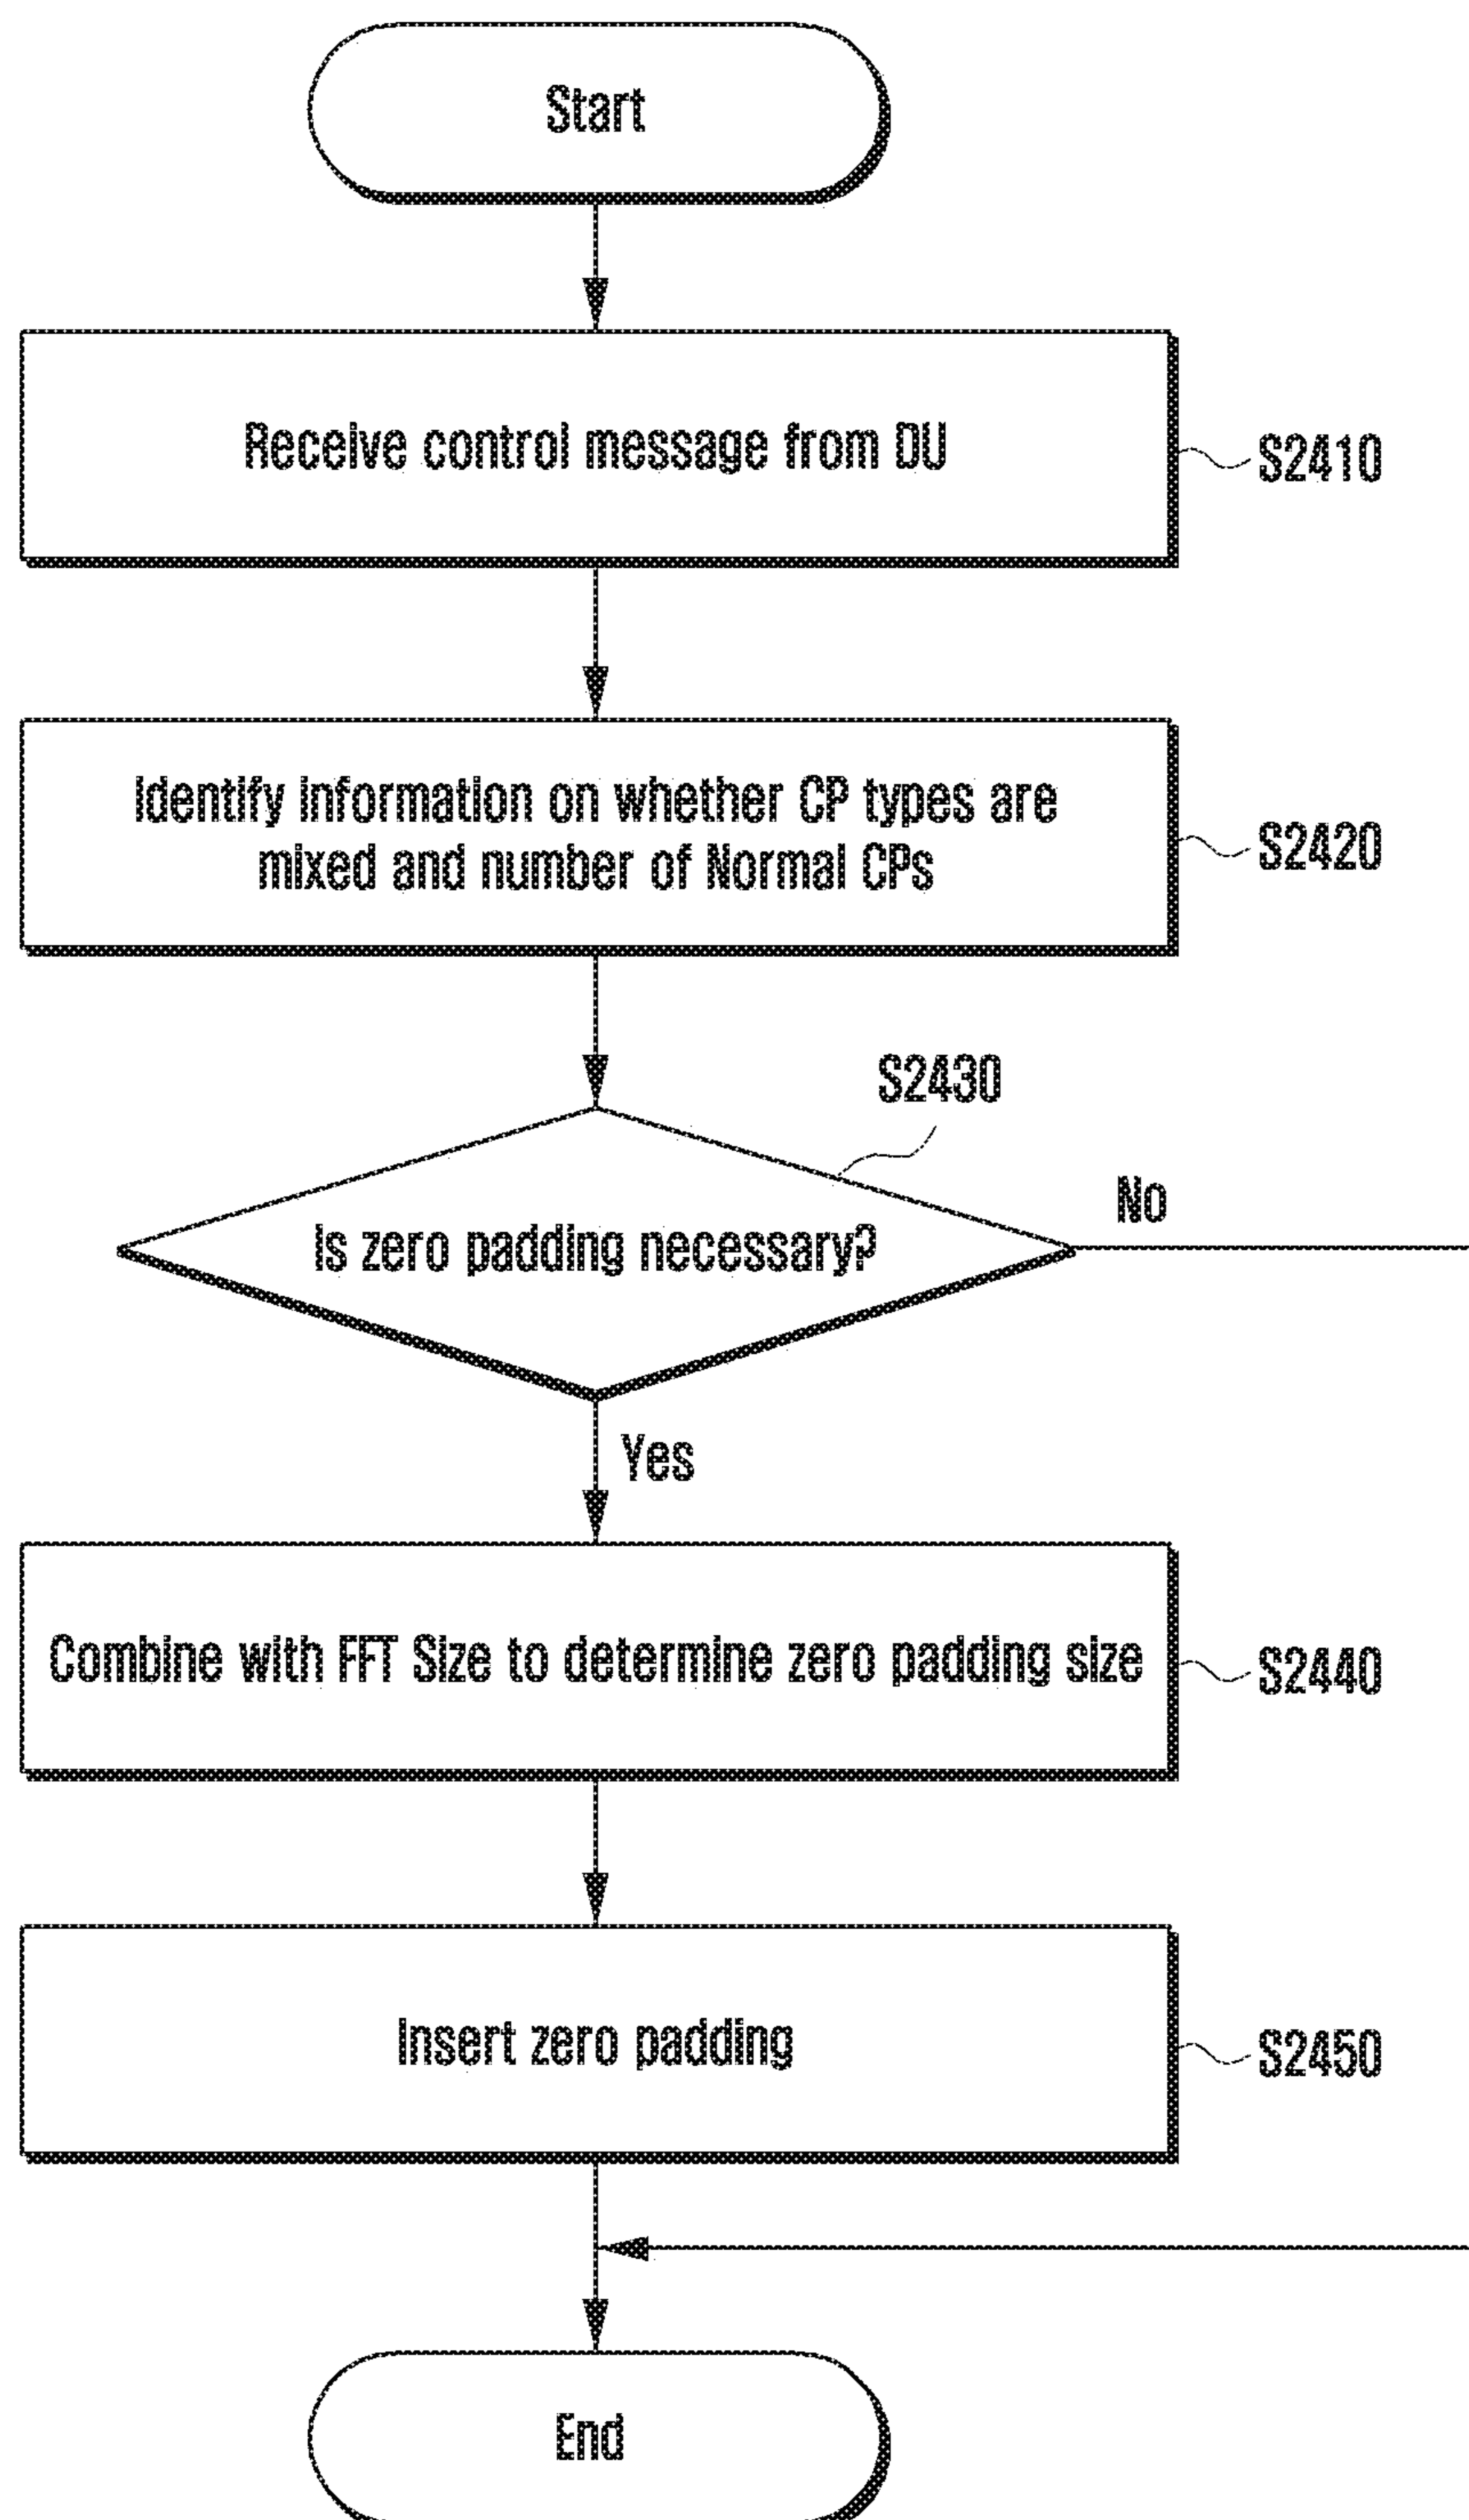 Start
Receive control message from DU
S2410
Identify information on whether CP types are
mixed and number of Normal CPs
S2420
S2430
Is zero padding necessary?
No
Yes
Combine with FFT Size to determine zero padding size
S2440
Insert zero padding
S2450
End